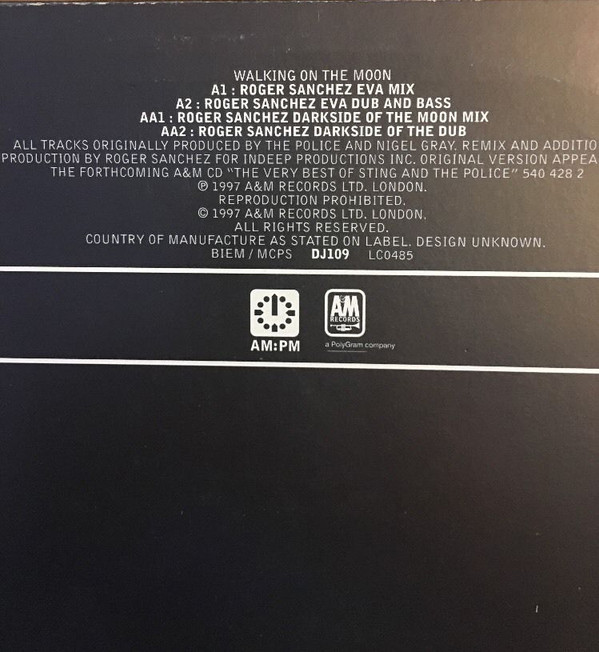 WALKING ON THE MOON
A1 : ROGER SANCHEZ EVA MIX
A2 : ROGER SANCHEZ EVA DUB AND BASS
AA1 : ROGER SANCHEZ DARKSIDE OF THE MOON MIX
AA2 : ROGER SANCHEZ DARKSIDE OF THE DUB
ALL TRACKS ORIGINALLY PRODUCED BY THE POLICE AND NIGEL GRAY. REMIX AND ADDITIO
PRODUCTION BY ROGER SANCHEZ FOR INDEEP PRODUCTIONS INC. ORIGINAL VERSION APPEA
THE FORTHCOMING A&M CD "THE VERY BEST OF STING AND THE POLICE" 540 428 2
℗ 1997 A&M RECORDS LTD. LONDON.
REPRODUCTION PROHIBITED.
© 1997 A&M RECORDS LTD. LONDON.
ALL RIGHTS RESERVED.
COUNTRY OF MANUFACTURE AS STATED ON LABEL. DESIGN UNKNOWN.
BIEM / MCPS DJ109 LC0485
AM:PM
A&M
RECORDS
a PolyGram company